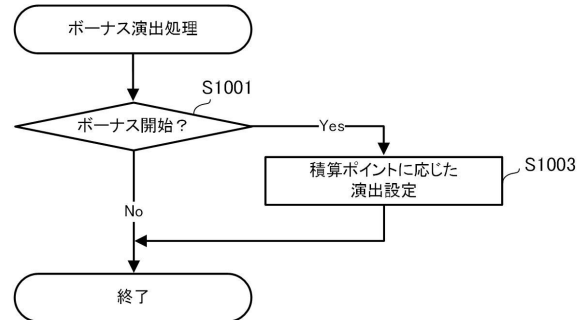 ボーナス演出処理
S1001
ボーナス開始？
Yes
積算ポイントに応じた
演出設定
S1003
No
終了